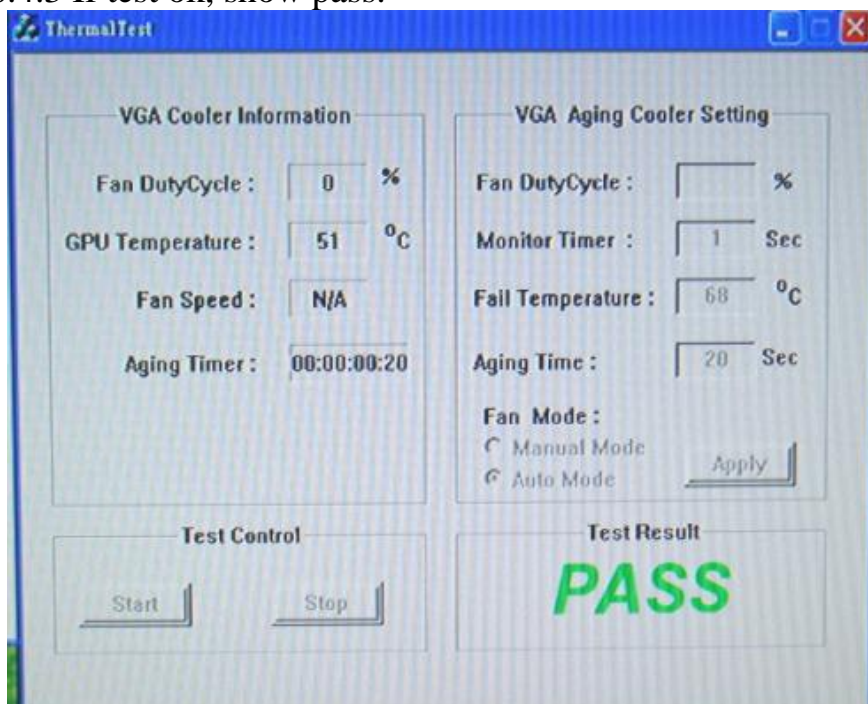 If test ok, show pass.
ThermalTest
VGA Cooler Information
Fan DutyCycle : 0 %
GPU Temperature : 51 °C
Fan Speed : N/A
Aging Timer : 00:00:00:20
VGA Aging Cooler Setting
Fan DutyCycle : %
Monitor Timer : 1 Sec
Fail Temperature : 68 °C
Aging Time : 20 Sec
Fan Mode :
Manual Mode
Auto Mode
Apply
Test Control
Start Stop
Test Result
PASS